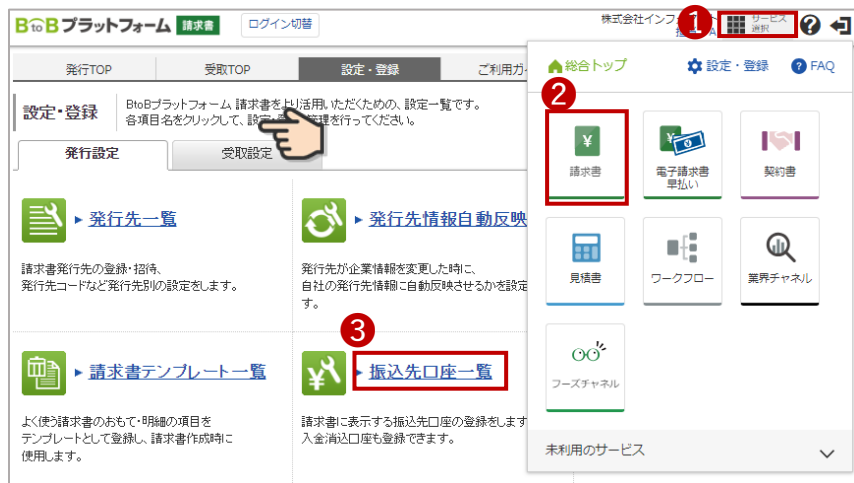 BtoBプラットフォーム 請求書
ログイン切替
株式会社インフォ
1
サービス
選択
発行TOP
受取TOP
設定・登録
ご利用ガ
総合トップ
設定・登録
FAQ
設定・登録
BtoBプラットフォーム 請求書をより活用いただくための、設定一覧です。
各項目名をクリックして、設定・管理を行ってください。
発行設定
受取設定
2
請求書
電子請求書
早払い
契約書
見積書
ワークフロー
業界チャネル
フーズチャネル
未利用のサービス
発行先一覧
請求書発行先の登録・招待、
発行先コードなど発行先別の設定をします。
発行先情報自動反映
発行先が企業情報を変更した時に、
自社の発行先情報に自動反映させるかを設定
す。
3
請求書テンプレート一覧
よく使う請求書のおもて・明細の項目を
テンプレートとして登録し、請求書作成時に
使用します。
振込先口座一覧
請求書に表示する振込先口座の登録をします
入金消込口座も登録できます。